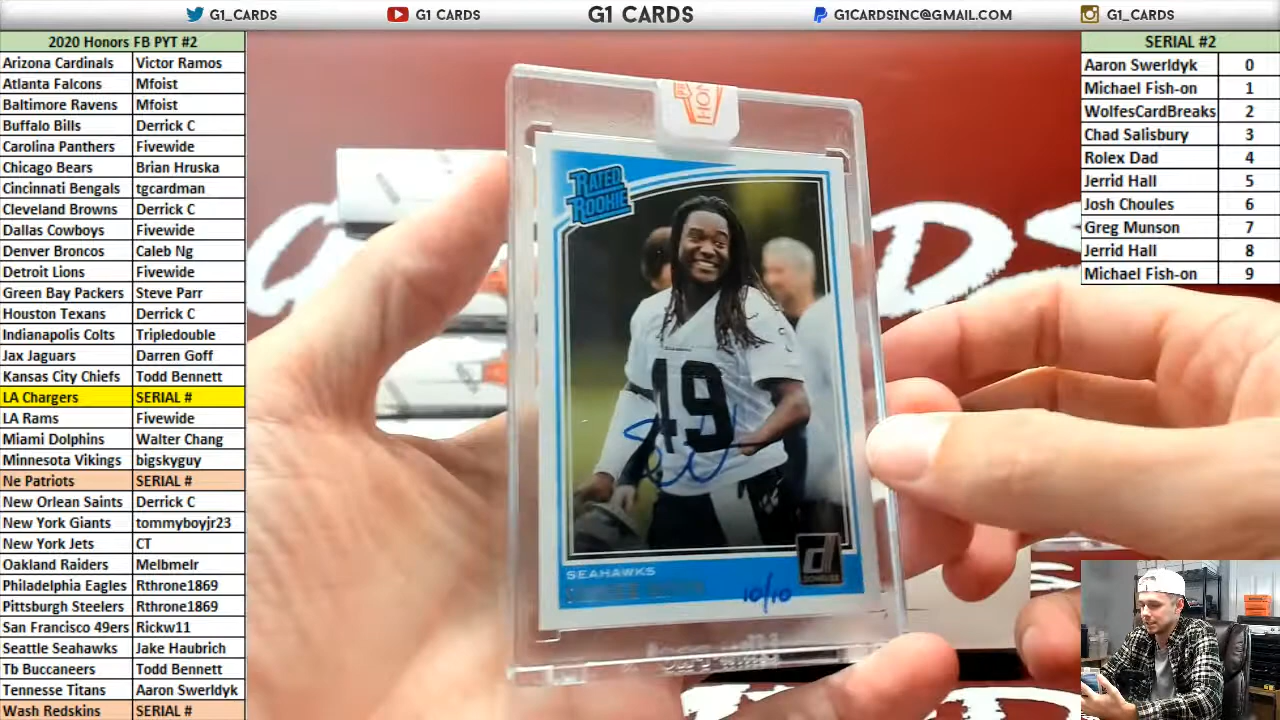 G1_CARDS
G1 CARDS
G1 CARDS
G1CARDSINC@GMAIL.COM
G1_CARDS
2020 Honors FB PYT #2
Arizona Cardinals Victor Ramos
Atlanta Falcons Mfoist
Baltimore Ravens Mfoist
Buffalo Bills Derrick C
Carolina Panthers Fivewide
Chicago Bears Brian Hruska
Cincinnati Bengals tgcardman
Cleveland Browns Derrick C
Dallas Cowboys Fivewide
Denver Broncos Caleb Ng
Detroit Lions Fivewide
Green Bay Packers Steve Parr
Houston Texans Derrick C
Indianapolis Colts Tripledouble
Jax Jaguars Darren Goff
Kansas City Chiefs Todd Bennett
LA Chargers SERIAL #
LA Rams Fivewide
Miami Dolphins Walter Chang
Minnesota Vikings bigskyguy
Ne Patriots SERIAL #
New Orlean Saints Derrick C
New York Giants tommyboyjr23
New York Jets CT
Oakland Raiders Melbmelr
Philadelphia Eagles Rthrone1869
Pittsburgh Steelers Rthrone1869
San Francisco 49ers Rickw11
Seattle Seahawks Jake Haubrich
Tb Buccaneers Todd Bennett
Tennesse Titans Aaron Swerldyk
Wash Redskins SERIAL #
RATED
ROOKIE
49
SEAHAWKS
10/10
SERIAL #2
Aaron Swerldyk 0
Michael Fish-on 1
WolfesCardBreaks 2
Chad Salisbury 3
Rolex Dad 4
Jerrid Hall 5
Josh Choules 6
Greg Munson 7
Jerrid Hall 8
Michael Fish-on 9